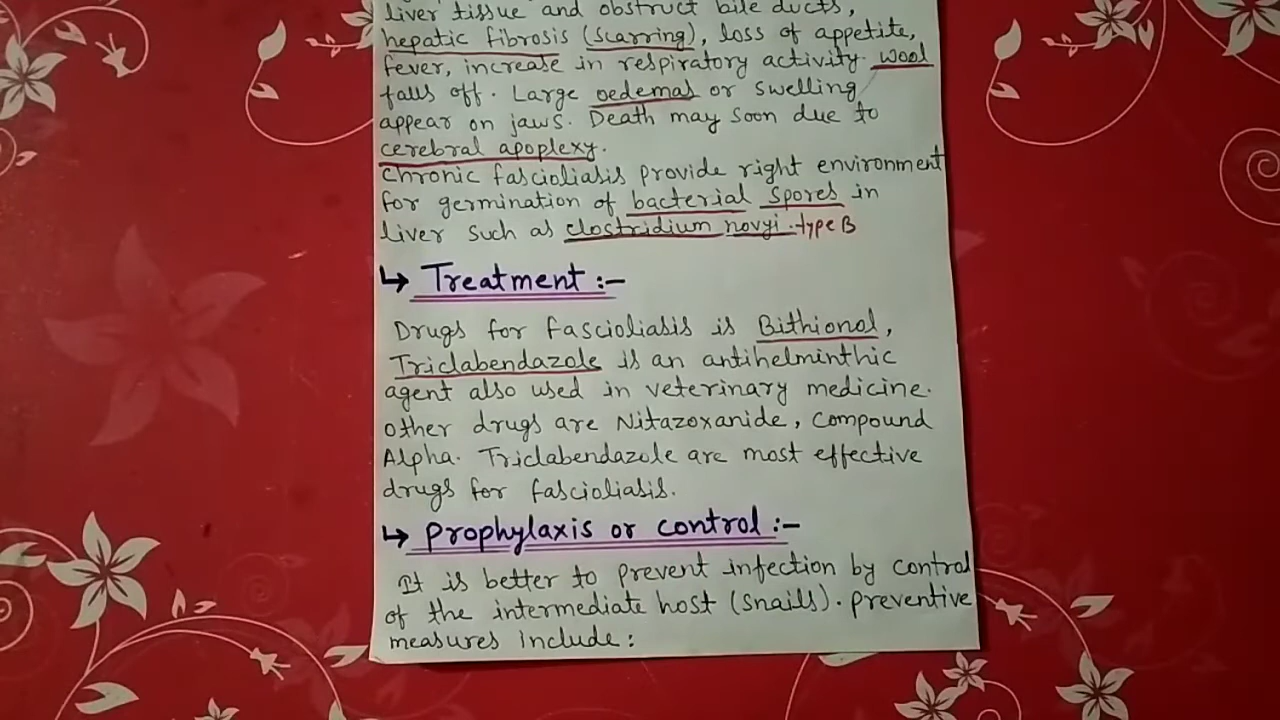 liver tissue and obstruct bile ducts,
hepatic fibrosis (scarring), loss of appetite,
fever, increase in respiratory activity. wool
falls off. Large oedemas or swelling
appear on jaws. Death may soon due to
cerebral apoplexy.
Chronic fascioliasis provide right environment
for germination of bacterial spores in
liver such as clostridium novyi. type B
↳ Treatment :-
Drugs for fascioliasis is Bithional,
Triclabendazole is an antihelminthic
agent also used in veterinary medicine.
other drugs are Nitazoxanide, Compound
Alpha. Triclabendazole are most effective
drugs for fascioliasis.
↳ Prophylaxis or control :-
It is better to prevent infection by control
of the intermediate host (snails). preventive
measures include: